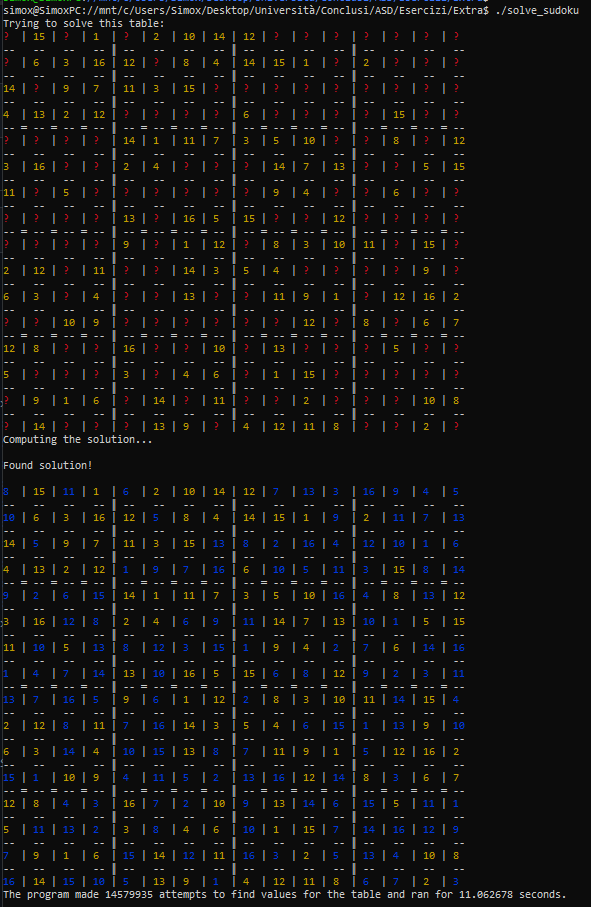 simox@SimoxPC://mnt/c/Users/Simox/Desktop/Università/Conclusi/ASD/Esercizi/Extra$ ./solve_sudoku
Trying to solve this table:
? | 15 | ? | 1 | ? | 2 | 10 | 14 | 12 | ? | ? | ? | ? | ? | ? | ?
-- -- -- -- | -- -- -- -- | -- -- -- -- | -- -- -- --
? | 6 | 3 | 16 | 12 | ? | 8 | 4 | 14 | 15 | 1 | ? | 2 | ? | ? | ?
-- -- -- -- | -- -- -- -- | -- -- -- -- | -- -- -- --
14 | ? | 9 | 7 | 11 | 3 | 15 | ? | ? | ? | ? | ? | ? | ? | ? | ?
-- -- -- -- | -- -- -- -- | -- -- -- -- | -- -- -- --
4 | 13 | 2 | 12 | ? | ? | ? | ? | 6 | ? | ? | ? | ? | 15 | ? | ?
-- = -- = -- = -- | -- = -- = -- = -- | -- = -- = -- = -- | -- = -- = -- = --
? | ? | ? | ? | 14 | 1 | 11 | 7 | 3 | 5 | 10 | ? | ? | 8 | ? | 12
-- -- -- -- | -- -- -- -- | -- -- -- -- | -- -- -- --
3 | 16 | ? | ? | 2 | 4 | ? | ? | ? | 14 | 7 | 13 | ? | ? | 5 | 15
-- -- -- -- | -- -- -- -- | -- -- -- -- | -- -- -- --
11 | ? | 5 | ? | ? | ? | ? | ? | ? | 9 | 4 | ? | ? | 6 | ? | ?
-- -- -- -- | -- -- -- -- | -- -- -- -- | -- -- -- --
? | ? | ? | ? | 13 | ? | 16 | 5 | 15 | ? | ? | 12 | ? | ? | ? | ?
-- = -- = -- = -- | -- = -- = -- = -- | -- = -- = -- = -- | -- = -- = -- = --
? | ? | ? | ? | 9 | ? | 1 | 12 | ? | 8 | 3 | 10 | 11 | ? | 15 | ?
-- -- -- -- | -- -- -- -- | -- -- -- -- | -- -- -- --
2 | 12 | ? | 11 | ? | ? | 14 | 3 | 5 | 4 | ? | ? | ? | ? | 9 | ?
-- -- -- -- | -- -- -- -- | -- -- -- -- | -- -- -- --
6 | 3 | ? | 4 | ? | ? | 13 | ? | ? | 11 | 9 | 1 | ? | 12 | 16 | 2
-- -- -- -- | -- -- -- -- | -- -- -- -- | -- -- -- --
? | ? | 10 | 9 | ? | ? | ? | ? | ? | ? | 12 | ? | 8 | ? | 6 | 7
-- = -- = -- = -- | -- = -- = -- = -- | -- = -- = -- = -- | -- = -- = -- = --
12 | 8 | ? | ? | 16 | ? | ? | 10 | ? | 13 | ? | ? | ? | 5 | ? | ?
-- -- -- -- | -- -- -- -- | -- -- -- -- | -- -- -- --
5 | ? | ? | ? | 3 | ? | 4 | 6 | ? | 1 | 15 | ? | ? | ? | ? | ?
-- -- -- -- | -- -- -- -- | -- -- -- -- | -- -- -- --
? | 9 | 1 | 6 | ? | 14 | ? | 11 | ? | ? | 2 | ? | ? | ? | 10 | 8
-- -- -- -- | -- -- -- -- | -- -- -- -- | -- -- -- --
? | 14 | ? | ? | ? | 13 | 9 | ? | 4 | 12 | 11 | 8 | ? | ? | 2 | ?
Computing the solution...
Found solution!
8 | 15 | 11 | 1 | 6 | 2 | 10 | 14 | 12 | 7 | 13 | 3 | 16 | 9 | 4 | 5
-- -- -- -- | -- -- -- -- | -- -- -- -- | -- -- -- --
10 | 6 | 3 | 16 | 12 | 5 | 8 | 4 | 14 | 15 | 1 | 9 | 2 | 11 | 7 | 13
-- -- -- -- | -- -- -- -- | -- -- -- -- | -- -- -- --
14 | 5 | 9 | 7 | 11 | 3 | 15 | 13 | 8 | 2 | 16 | 4 | 12 | 10 | 1 | 6
-- -- -- -- | -- -- -- -- | -- -- -- -- | -- -- -- --
4 | 13 | 2 | 12 | 1 | 9 | 7 | 16 | 6 | 10 | 5 | 11 | 3 | 15 | 8 | 14
-- = -- = -- = -- | -- = -- = -- = -- | -- = -- = -- = -- | -- = -- = -- = --
9 | 2 | 6 | 15 | 14 | 1 | 11 | 7 | 3 | 5 | 10 | 16 | 4 | 8 | 13 | 12
-- -- -- -- | -- -- -- -- | -- -- -- -- | -- -- -- --
3 | 16 | 12 | 8 | 2 | 4 | 6 | 9 | 11 | 14 | 7 | 13 | 10 | 1 | 5 | 15
-- -- -- -- | -- -- -- -- | -- -- -- -- | -- -- -- --
11 | 10 | 5 | 13 | 8 | 12 | 3 | 15 | 1 | 9 | 4 | 2 | 7 | 6 | 14 | 16
-- -- -- -- | -- -- -- -- | -- -- -- -- | -- -- -- --
1 | 4 | 7 | 14 | 13 | 10 | 16 | 5 | 15 | 6 | 8 | 12 | 9 | 2 | 3 | 11
-- = -- = -- = -- | -- = -- = -- = -- | -- = -- = -- = -- | -- = -- = -- = --
13 | 7 | 16 | 5 | 9 | 6 | 1 | 12 | 2 | 8 | 3 | 10 | 11 | 14 | 15 | 4
-- -- -- -- | -- -- -- -- | -- -- -- -- | -- -- -- --
2 | 12 | 8 | 11 | 7 | 16 | 14 | 3 | 5 | 4 | 6 | 15 | 1 | 13 | 9 | 10
-- -- -- -- | -- -- -- -- | -- -- -- -- | -- -- -- --
6 | 3 | 14 | 4 | 10 | 15 | 13 | 8 | 7 | 11 | 9 | 1 | 5 | 12 | 16 | 2
-- -- -- -- | -- -- -- -- | -- -- -- -- | -- -- -- --
15 | 1 | 10 | 9 | 4 | 11 | 5 | 2 | 13 | 16 | 12 | 14 | 8 | 3 | 6 | 7
-- = -- = -- = -- | -- = -- = -- = -- | -- = -- = -- = -- | -- = -- = -- = --
12 | 8 | 4 | 3 | 16 | 7 | 2 | 10 | 9 | 13 | 14 | 6 | 15 | 5 | 11 | 1
-- -- -- -- | -- -- -- -- | -- -- -- -- | -- -- -- --
5 | 11 | 13 | 2 | 3 | 8 | 4 | 6 | 10 | 1 | 15 | 7 | 14 | 16 | 12 | 9
-- -- -- -- | -- -- -- -- | -- -- -- -- | -- -- -- --
7 | 9 | 1 | 6 | 15 | 14 | 12 | 11 | 16 | 3 | 2 | 5 | 13 | 4 | 10 | 8
-- -- -- -- | -- -- -- -- | -- -- -- -- | -- -- -- --
16 | 14 | 15 | 10 | 5 | 13 | 9 | 1 | 4 | 12 | 11 | 8 | 6 | 7 | 2 | 3
The program made 14579935 attempts to find values for the table and ran for 11.062678 seconds.